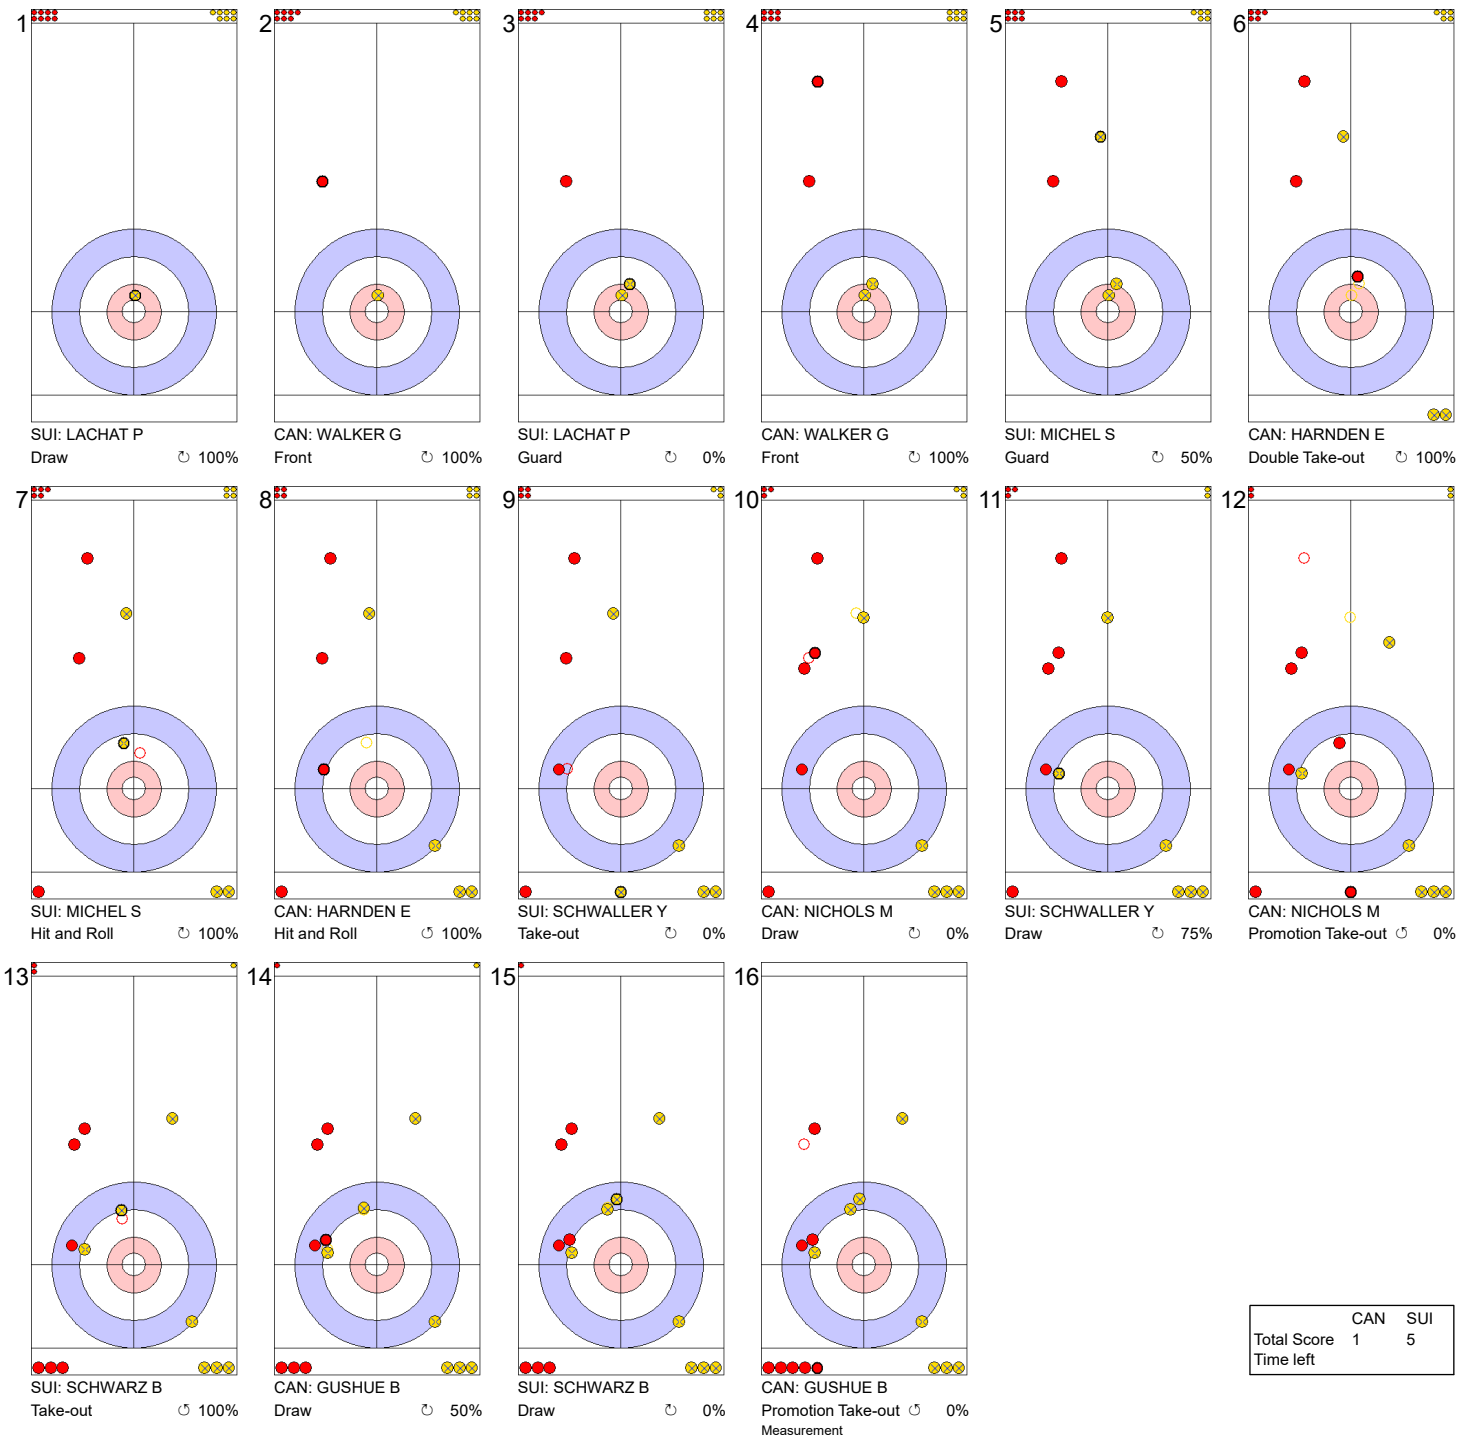 1
SUI: LACHAT P
Draw ↻ 100%
2
CAN: WALKER G
Front ↻ 100%
3
SUI: LACHAT P
Guard ↻ 0%
4
CAN: WALKER G
Front ↻ 100%
5
SUI: MICHEL S
Guard ↻ 50%
6
CAN: HARNDEN E
Double Take-out ↻ 100%
7
SUI: MICHEL S
Hit and Roll ↻ 100%
8
CAN: HARNDEN E
Hit and Roll ↺ 100%
9
SUI: SCHWALLER Y
Take-out ↻ 0%
10
CAN: NICHOLS M
Draw ↻ 0%
11
SUI: SCHWALLER Y
Draw ↻ 75%
12
CAN: NICHOLS M
Promotion Take-out ↺ 0%
13
SUI: SCHWARZ B
Take-out ↺ 100%
14
CAN: GUSHUE B
Draw ↻ 50%
15
SUI: SCHWARZ B
Draw ↻ 0%
16
CAN: GUSHUE B
Promotion Take-out ↺ 0%
Measurement
CAN SUI
Total Score 1 5
Time left